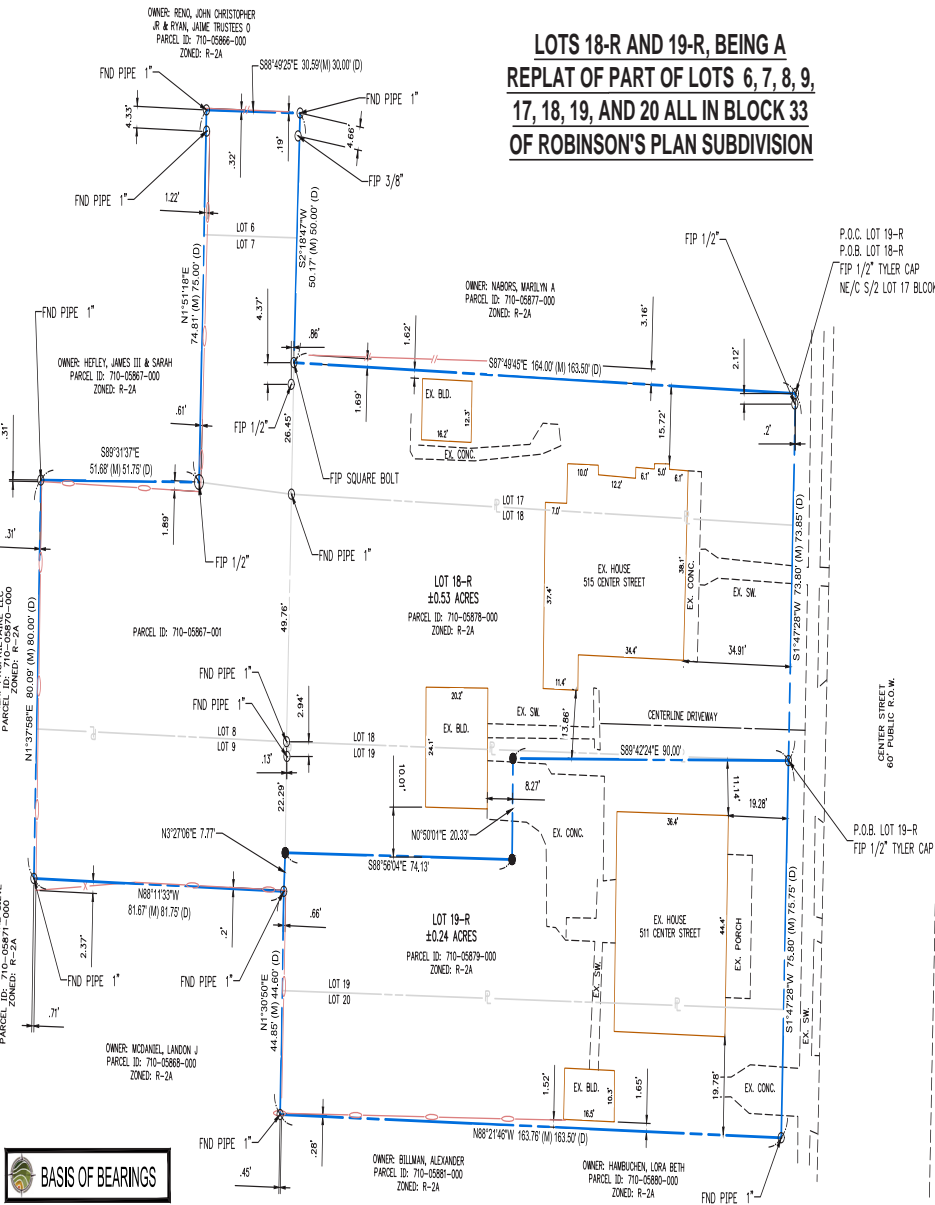 LOTS 18-R AND 19-R, BEING A
REPLAT OF PART OF LOTS 6, 7, 8, 9,
17, 18, 19, AND 20 ALL IN BLOCK 33
OF ROBINSON'S PLAN SUBDIVISION
OWNER: RENO, JOHN CHRISTOPHER
JR & RYAN, JAIME TRUSTEES O
PARCEL ID: 710-05866-000
ZONED: R-2A
S88°49'25"E 30.59'(M) 30.00' (D)
FND PIPE 1"
FND PIPE 1"
4.33'
.32'
.19'
4.66'
FIP 3/8"
FND PIPE 1"
1.22'
LOT 6
LOT 7
S2°18'47"W
50.17' (M) 50.00' (D)
N1°51'18"E
74.81' (M) 75.00' (D)
FIP 1/2"
P.O.C. LOT 19-R
P.O.B. LOT 18-R
FIP 1/2" TYLER CAP
NE/C S/2 LOT 17 BLCOK
OWNER: NABORS, MARILYN A
PARCEL ID: 710-05877-000
ZONED: R-2A
FND PIPE 1"
4.37'
.86'
1.62'
3.16'
2.12'
.2'
S87°49'45"E 164.00' (M) 163.50' (D)
OWNER: HEFLEY, JAMES III & SARAH
PARCEL ID: 710-05867-000
ZONED: R-2A
.61'
FIP 1/2"
26.45'
1.69'
EX. BLD.
12.3'
16.2'
EX. CONC.
15.72'
.31'
S89°31'37"E
51.68' (M) 51.75' (D)
FIP SQUARE BOLT
1.89'
FIP 1/2"
FND PIPE 1"
LOT 17
LOT 18
10.0'
12.2'
6.1'
5.0'
6.1'
7.0'
.31'
S1°47'28"W 73.80' (M) 73.85' (D)
LOT 18-R
±0.53 ACRES
PARCEL ID: 710-05878-000
ZONED: R-2A
EX. HOUSE
515 CENTER STREET
37.4'
38.1'
EX. CONC.
EX. SW.
34.4'
11.4'
34.91'
PARCEL ID: 710-05870-000
ZONED: R-2A
N1°37'58"E 80.09' (M) 80.00' (D)
PARCEL ID: 710-05867-001
49.76'
FND PIPE 1"
FND PIPE 1"
2.94'
LOT 8
LOT 9
LOT 18
LOT 19
.13'
20.2'
EX. BLD.
24.1'
EX. SW.
13.86'
CENTERLINE DRIVEWAY
S89°42'24"E 90.00'
CENTER STREET
60' PUBLIC R.O.W.
22.29'
10.01'
8.27'
N0°50'01"E 20.33'
EX. CONC.
11.14'
19.28'
36.4'
P.O.B. LOT 19-R
FIP 1/2" TYLER CAP
N3°27'06"E 7.77'
S88°56'04"E 74.13'
N88°11'33"W
81.67' (M) 81.75' (D)
2.37'
.2'
.66'
FND PIPE 1"
FND PIPE 1"
.71'
PARCEL ID: 710-05871-000
ZONED: R-2A
LOT 19-R
±0.24 ACRES
PARCEL ID: 710-05879-000
ZONED: R-2A
EX. HOUSE
511 CENTER STREET
44.4'
EX. PORCH
EX. SW.
LOT 19
LOT 20
N1°30'50"E
44.85' (M) 44.60' (D)
S1°47'28"W 75.80' (M) 75.75' (D)
EX. SW.
OWNER: MCDANIEL, LANDON J
PARCEL ID: 710-05868-000
ZONED: R-2A
1.52'
EX. BLD.
10.3'
16.5'
1.65'
19.78'
EX. CONC.
FND PIPE 1"
.28'
.45'
N88°21'46"W 163.76' (M) 163.50' (D)
OWNER: BILLMAN, ALEXANDER
PARCEL ID: 710-05881-000
ZONED: R-2A
OWNER: HAMBUCHEN, LORA BETH
PARCEL ID: 710-05880-000
ZONED: R-2A
FND PIPE 1"
BASIS OF BEARINGS